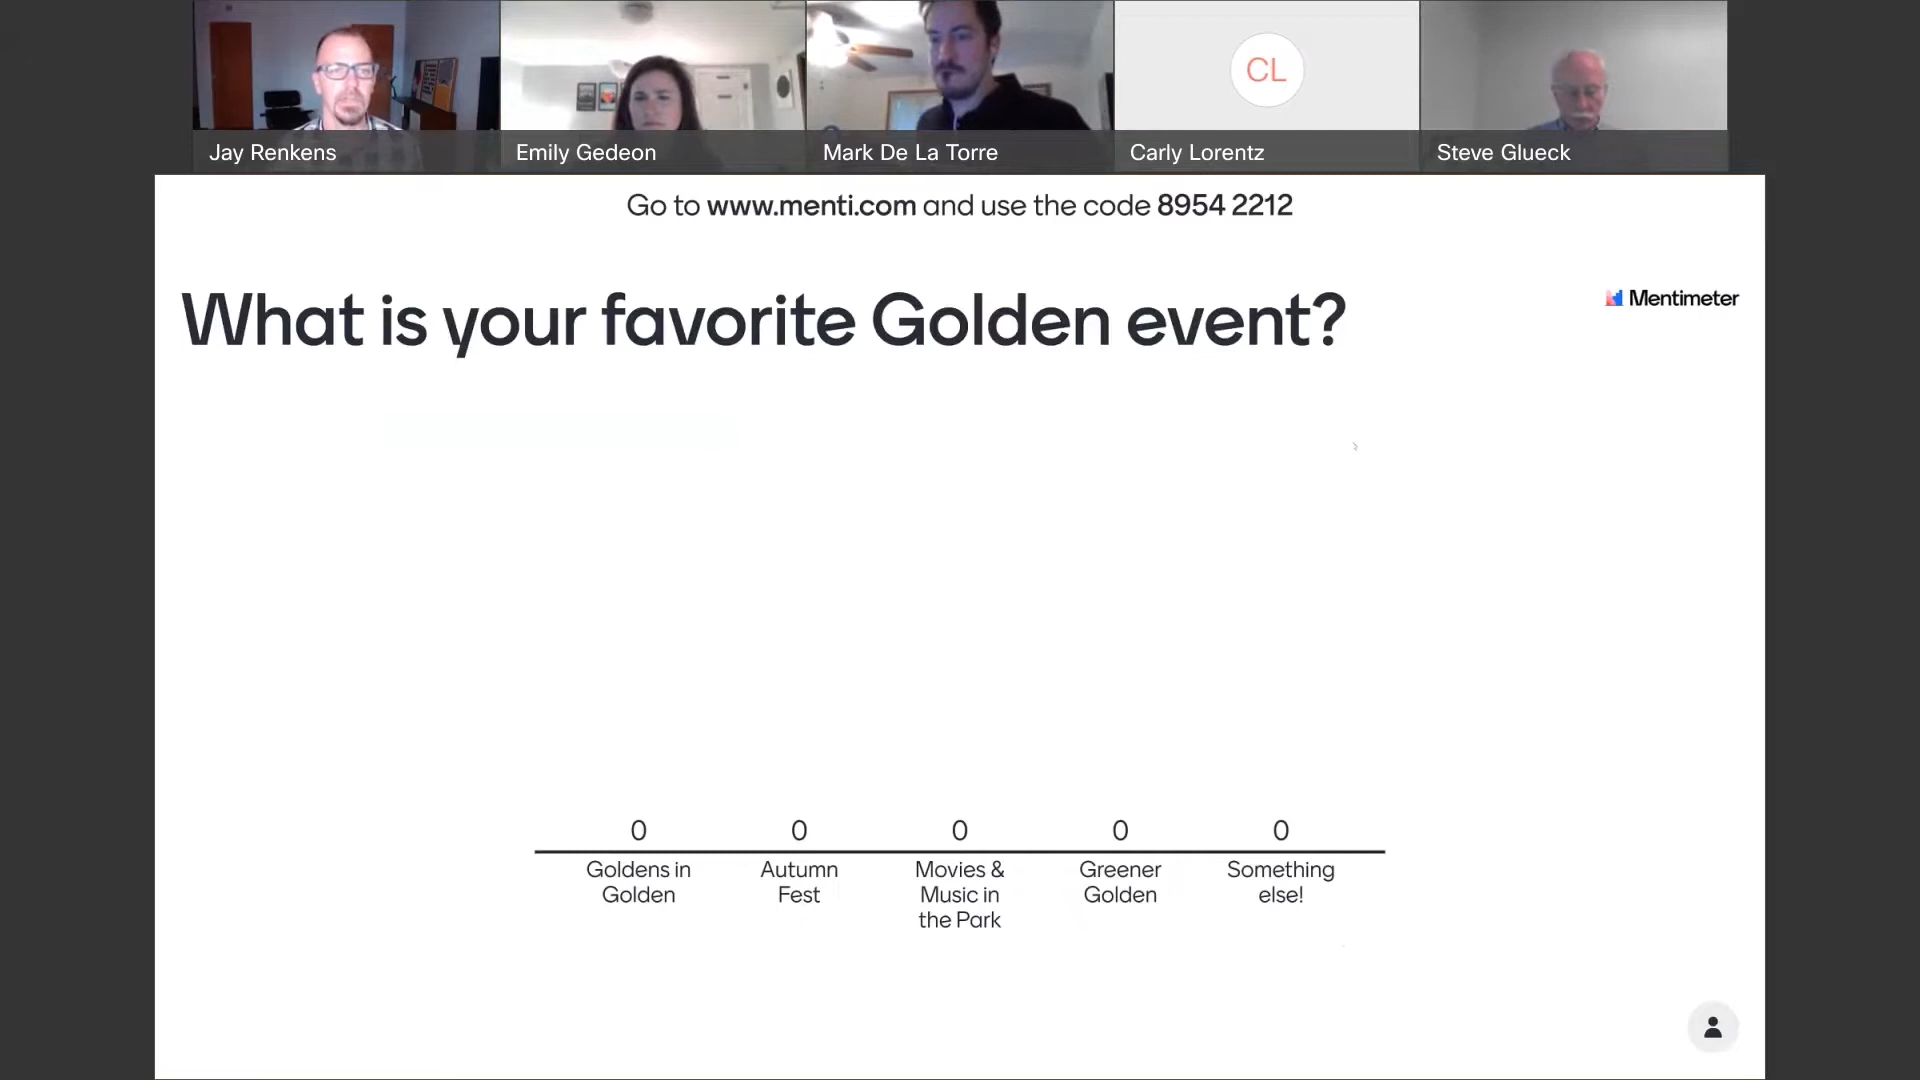 Jay Renkens
Emily Gedeon
Mark De La Torre
CL
Carly Lorentz
Steve Glueck
Go to www.menti.com and use the code 8954 2212
What is your favorite Golden event?
Mentimeter
0
0
0
0
0
Goldens in
Golden
Autumn
Fest
Movies &
Music in
the Park
Greener
Golden
Something
else!